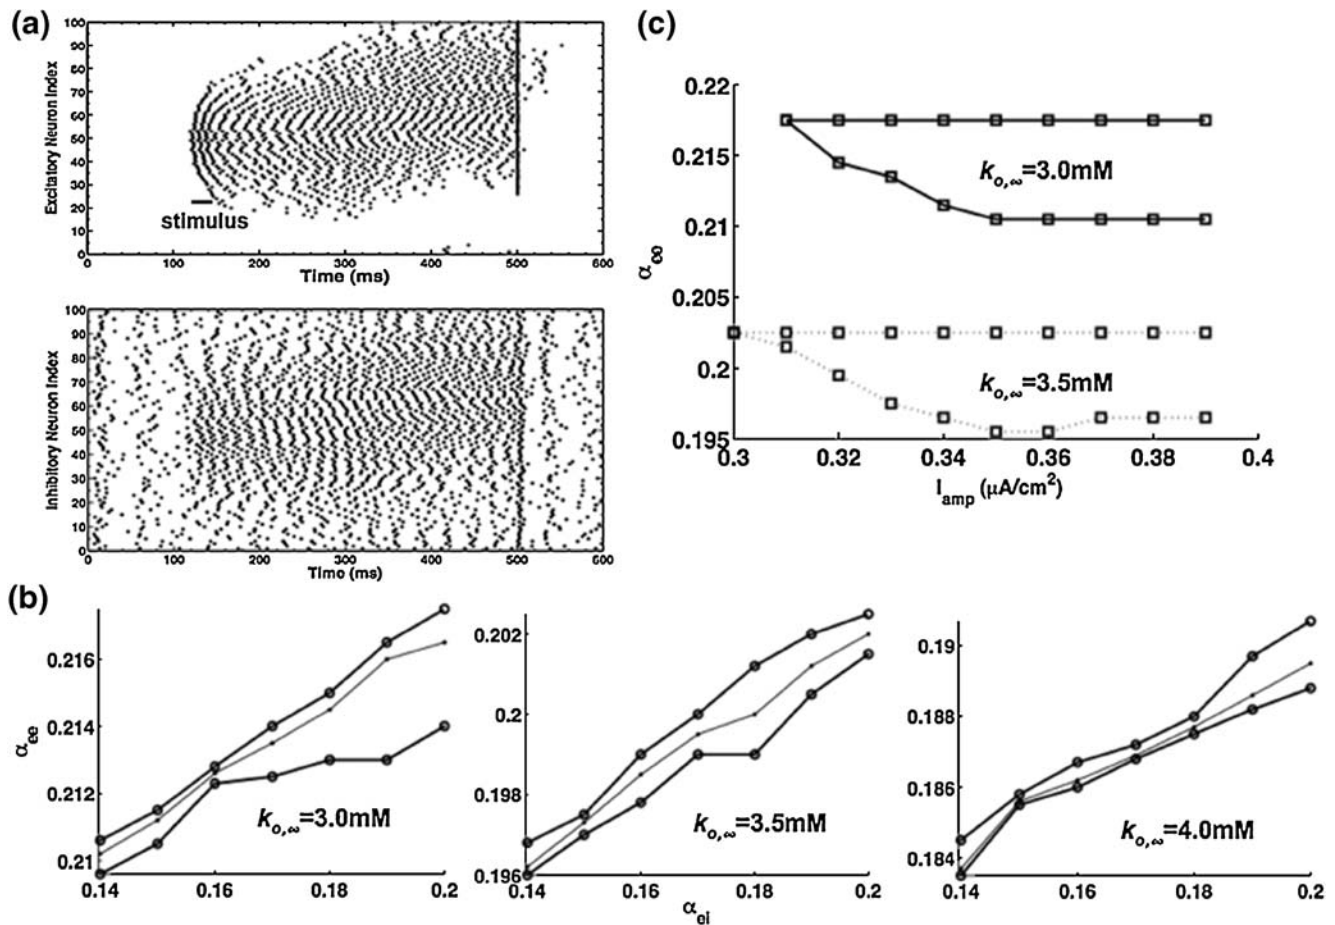 (a)
100
90
80
70
60
50
40
30
20
10
0
Excitatory Neuron Index
stimulus
0 100 200 300 400 500 600
Time (ms)
100
90
80
70
60
50
40
30
20
10
0
Inhibitory Neuron Index
0 100 200 300 400 500 600
Time (ms)
(c)
0.22
0.215
0.21
0.205
0.2
0.195
α_ee
k_o,∞=3.0mM
k_o,∞=3.5mM
0.3 0.32 0.34 0.36 0.38 0.4
I_amp (μA/cm²)
(b)
0.216
0.214
0.212
0.21
α_ee
k_o,∞=3.0mM
0.14 0.16 0.18 0.2
0.202
0.2
0.198
0.196
k_o,∞=3.5mM
0.14 0.16 0.18 0.2
α_ei
0.19
0.188
0.186
0.184
k_o,∞=4.0mM
0.14 0.16 0.18 0.2